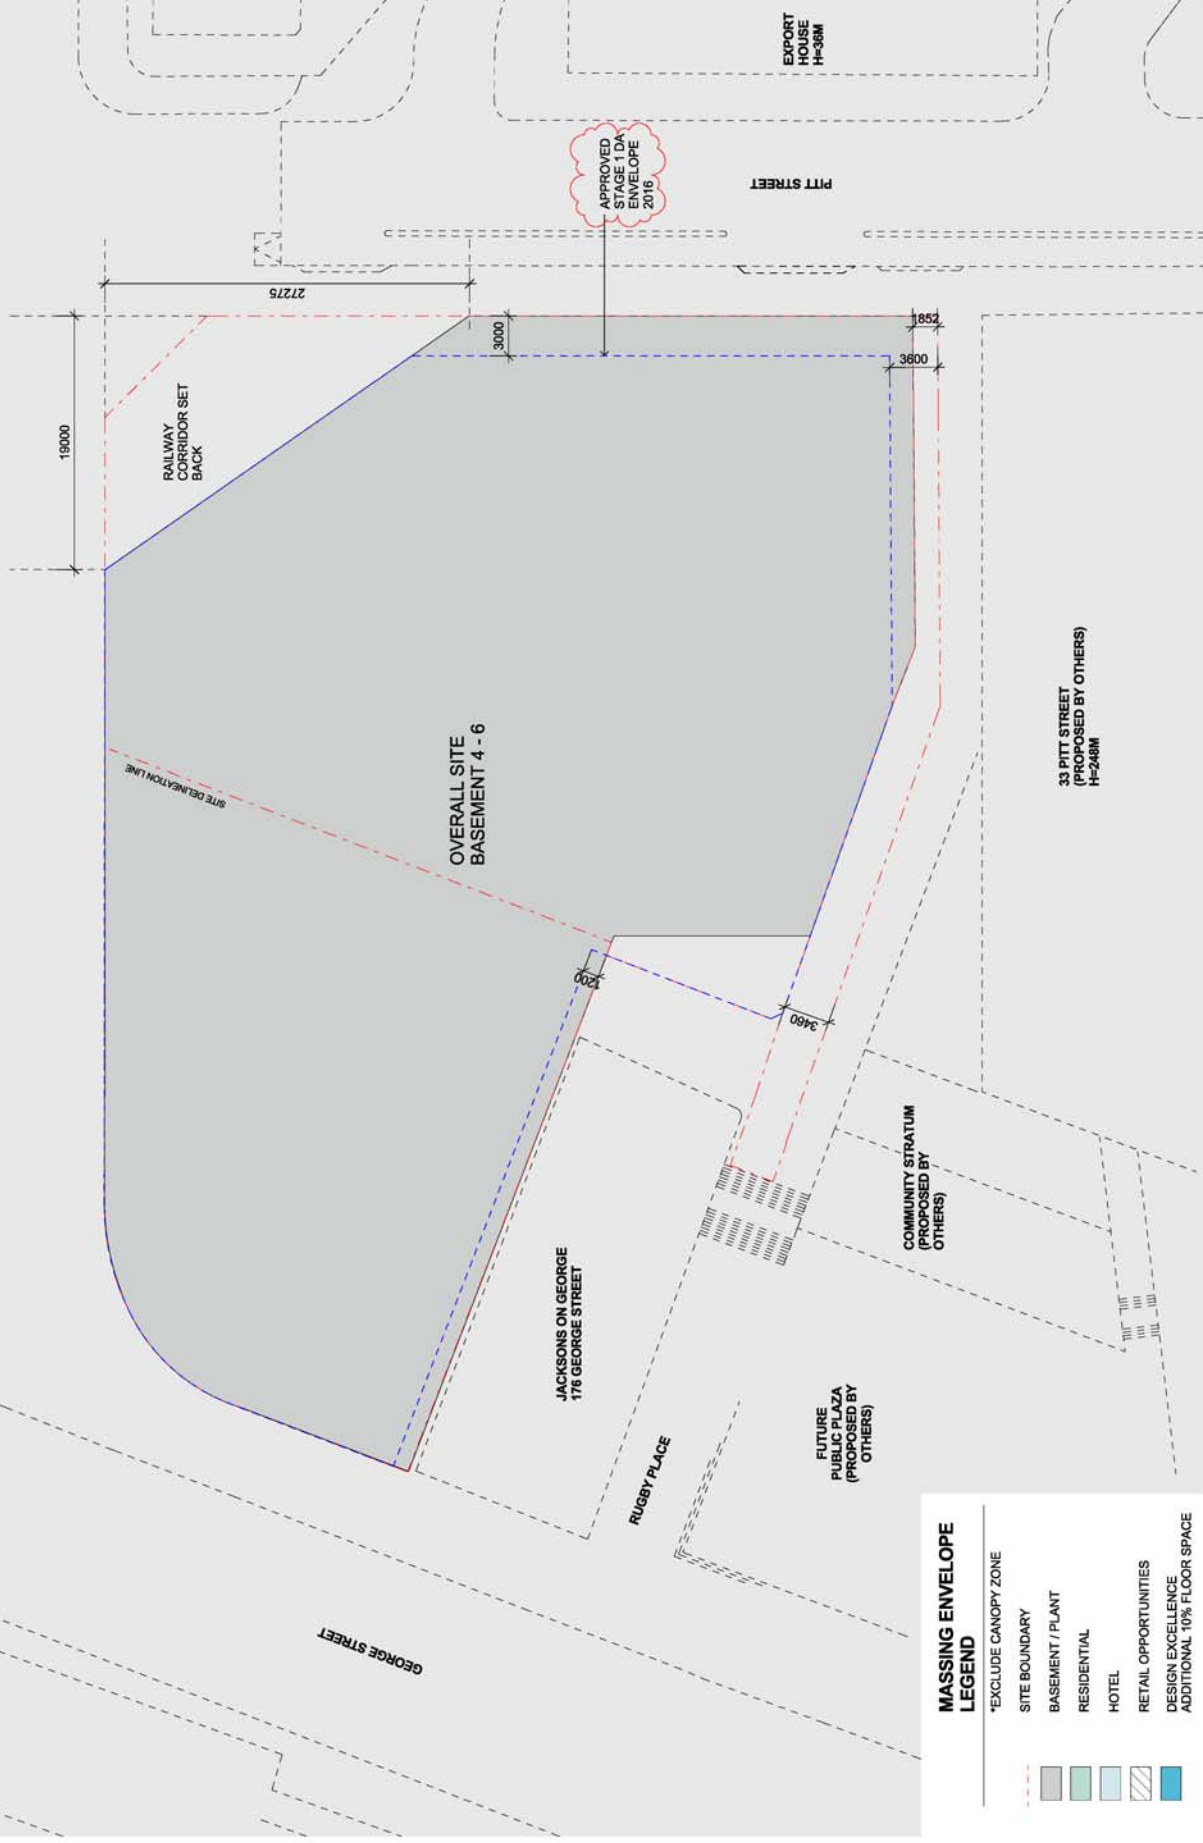 EXPORT
HOUSE
H=36M
PITT STREET
APPROVED
STAGE 1 DA
ENVELOPE
2016
27275
19000
RAILWAY
CORRIDOR SET
BACK
3000
1852
3600
SITE DELINEATION LINE
OVERALL SITE
BASEMENT 4 - 6
33 PITT STREET
(PROPOSED BY OTHERS)
H=248M
1200
3460
COMMUNITY STRATUM
(PROPOSED BY
OTHERS)
JACKSONS ON GEORGE
176 GEORGE STREET
FUTURE
PUBLIC PLAZA
(PROPOSED BY
OTHERS)
RUGBY PLACE
GEORGE STREET
MASSING ENVELOPE
LEGEND
*EXCLUDE CANOPY ZONE
SITE BOUNDARY
BASEMENT / PLANT
RESIDENTIAL
HOTEL
RETAIL OPPORTUNITIES
DESIGN EXCELLENCE
ADDITIONAL 10% FLOOR SPACE